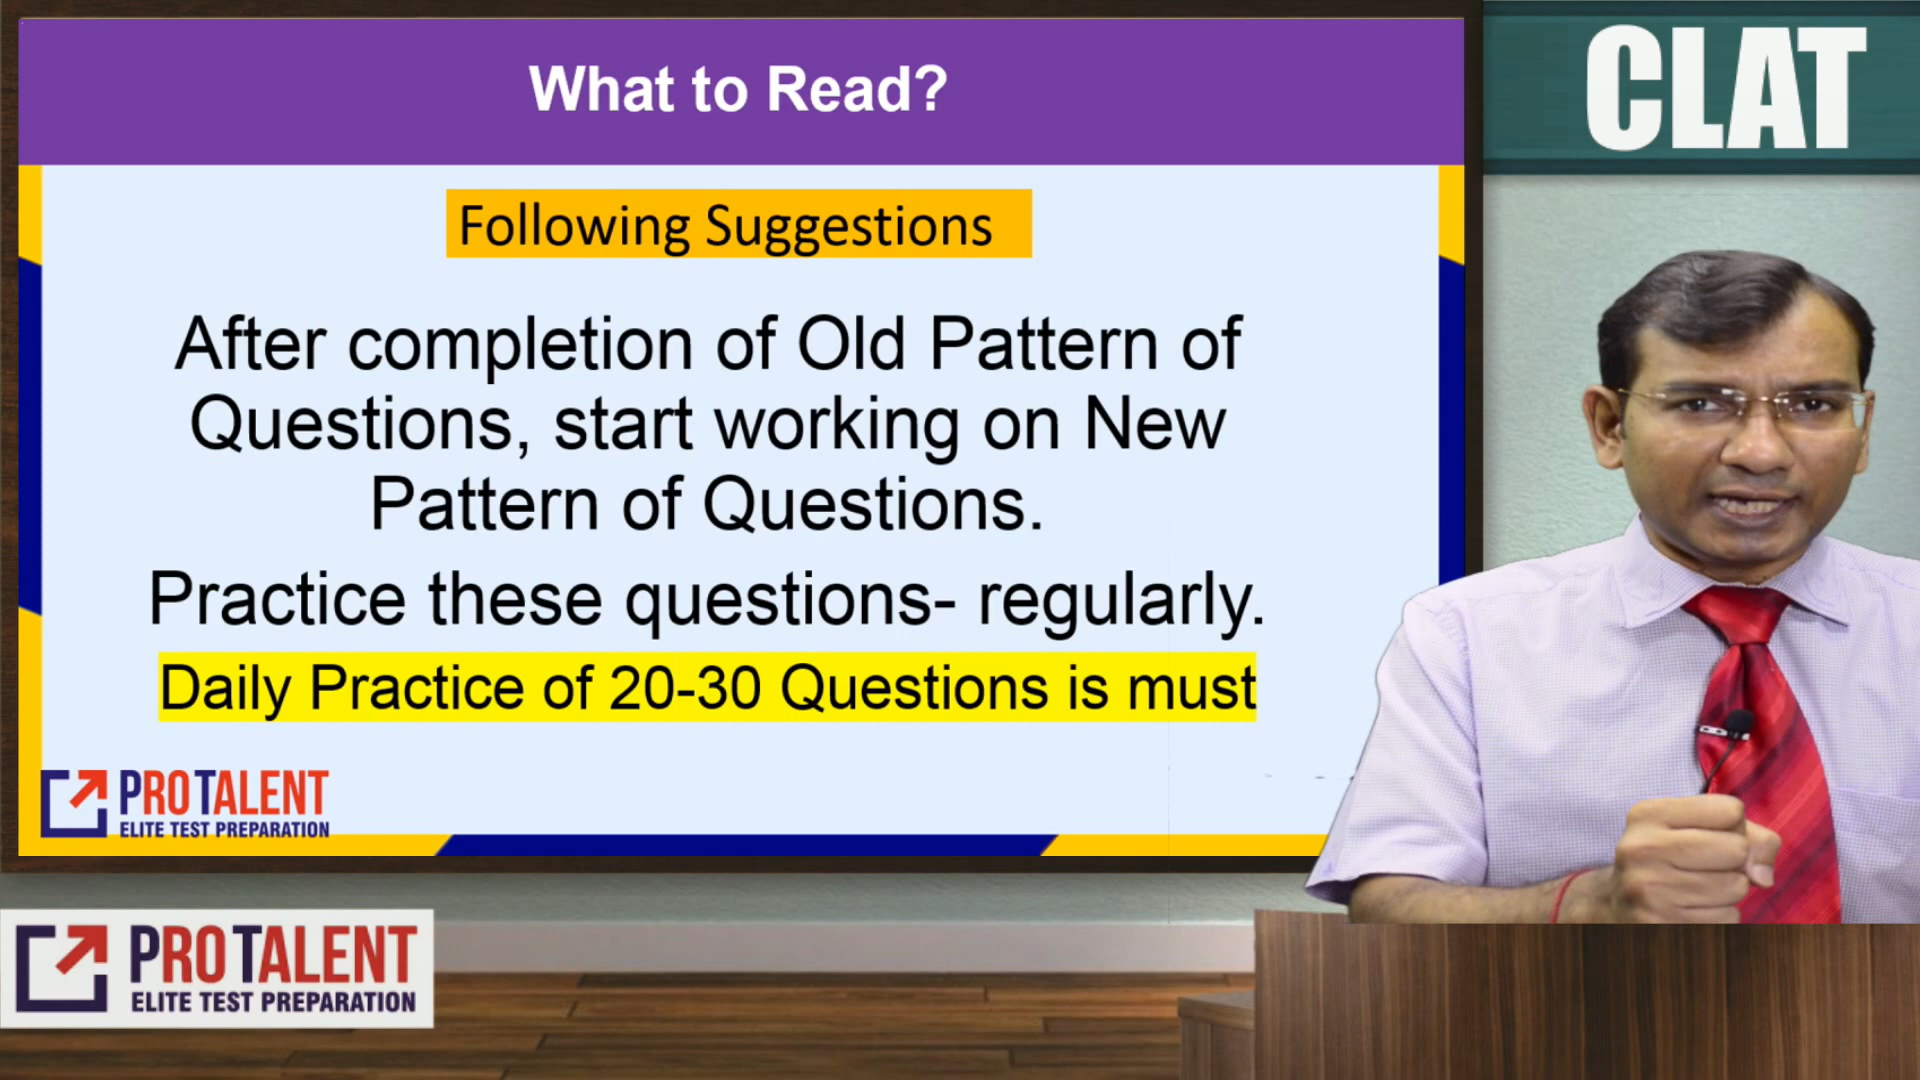 What to Read?
CLAT
Following Suggestions
After completion of Old Pattern of
Questions, start working on New
Pattern of Questions.
Practice these questions- regularly.
Daily Practice of 20-30 Questions is must
PROTALENT
ELITE TEST PREPARATION
PROTALENT
ELITE TEST PREPARATION